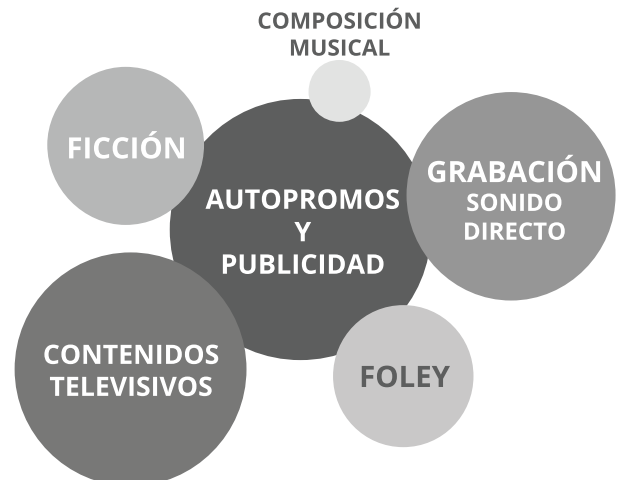 COMPOSICIÓN
MUSICAL
FICCIÓN
AUTOPROMOS
Y
PUBLICIDAD
GRABACIÓN
SONIDO
DIRECTO
CONTENIDOS
TELEVISIVOS
FOLEY